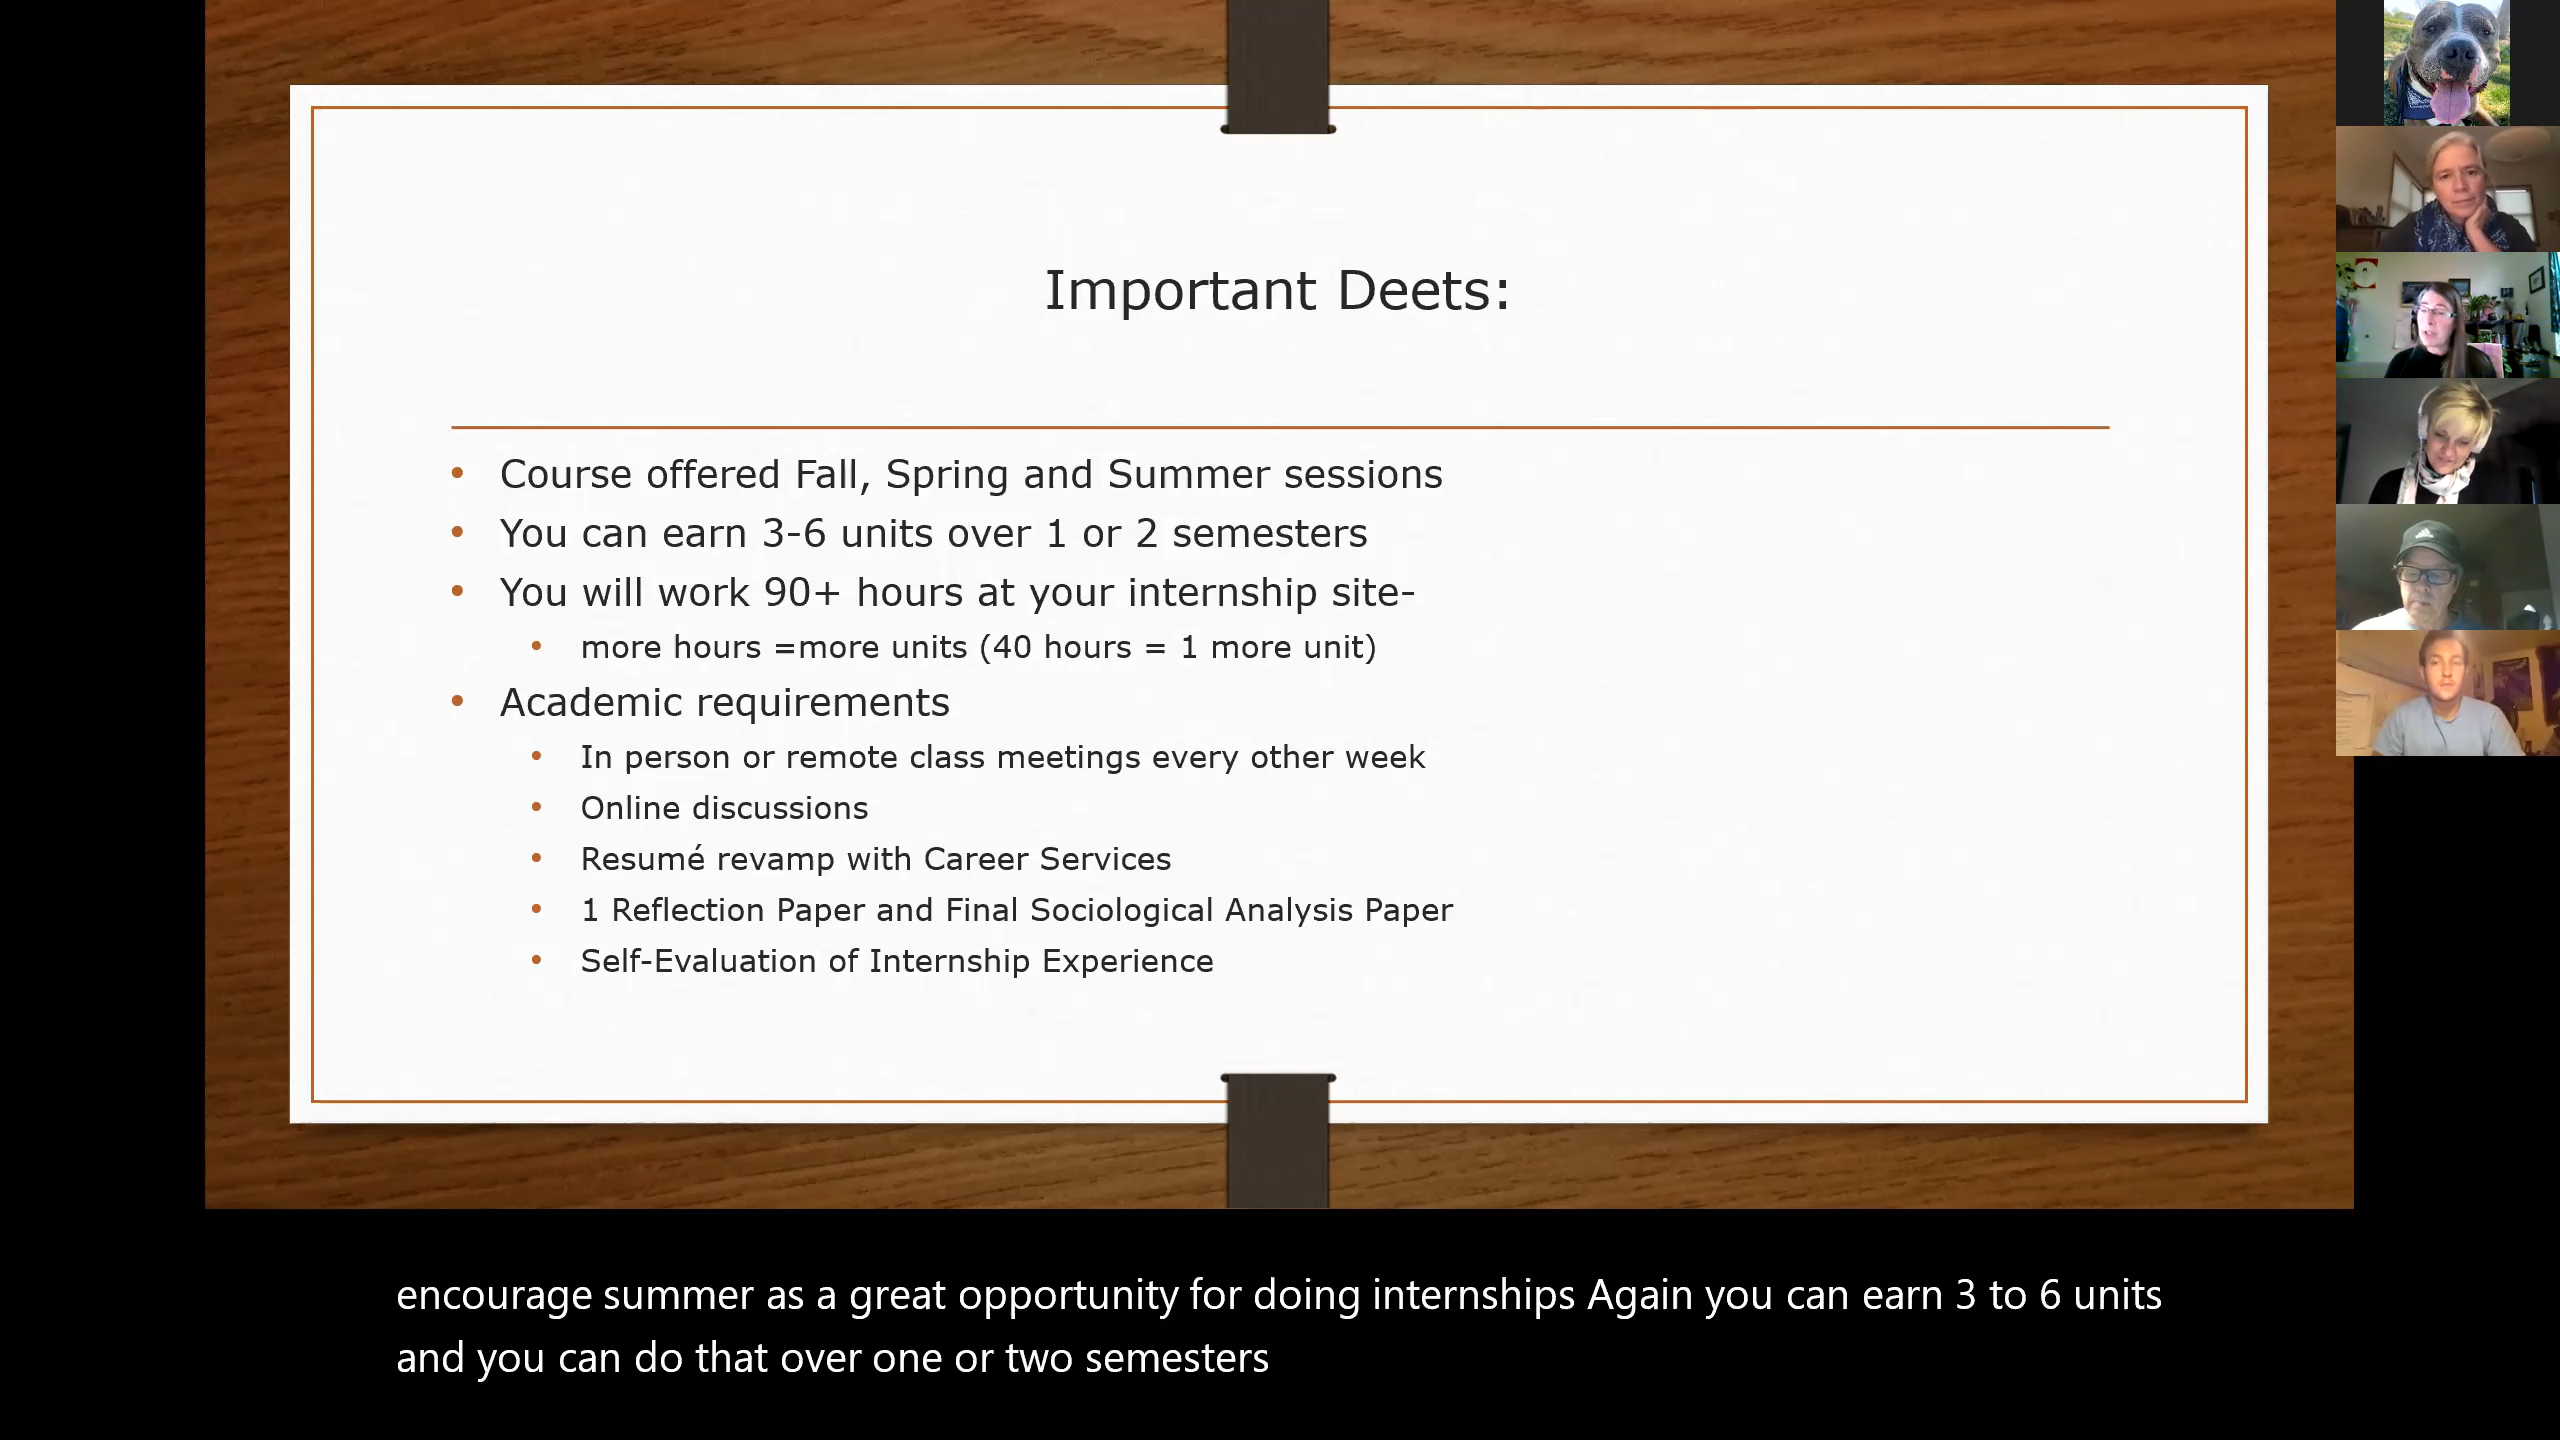 Important Deets:
Course offered Fall, Spring and Summer sessions
You can earn 3-6 units over 1 or 2 semesters
You will work 90+ hours at your internship site-
more hours =more units (40 hours = 1 more unit)
Academic requirements
In person or remote class meetings every other week
Online discussions
Resumé revamp with Career Services
1 Reflection Paper and Final Sociological Analysis Paper
Self-Evaluation of Internship Experience
encourage summer as a great opportunity for doing internships Again you can earn 3 to 6 units
and you can do that over one or two semesters